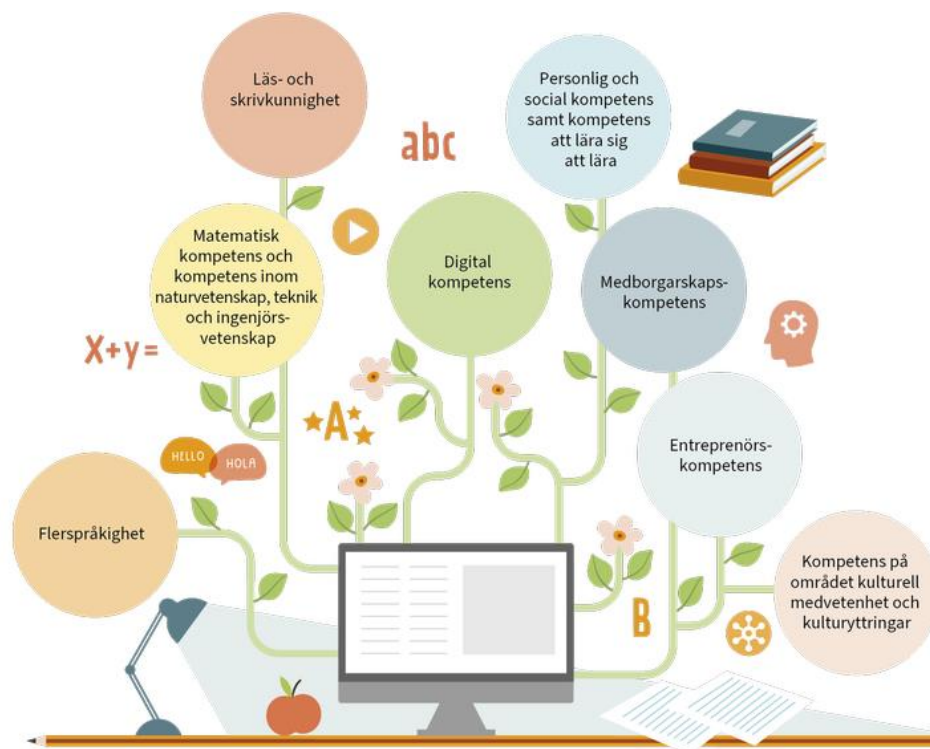 Läs- och
skrivkunnighet
abc
Personlig och
social kompetens
samt kompetens
att lära sig
att lära
Matematisk
kompetens och
kompetens inom
naturvetenskap, teknik
och ingenjörs-
vetenskap
Digital
kompetens
Medborgarskaps-
kompetens
X+y=
A
HELLO
HOLA
Entreprenörs-
kompetens
Flerspråkighet
B
Kompetens på
området kulturell
medvetenhet och
kulturyttringar